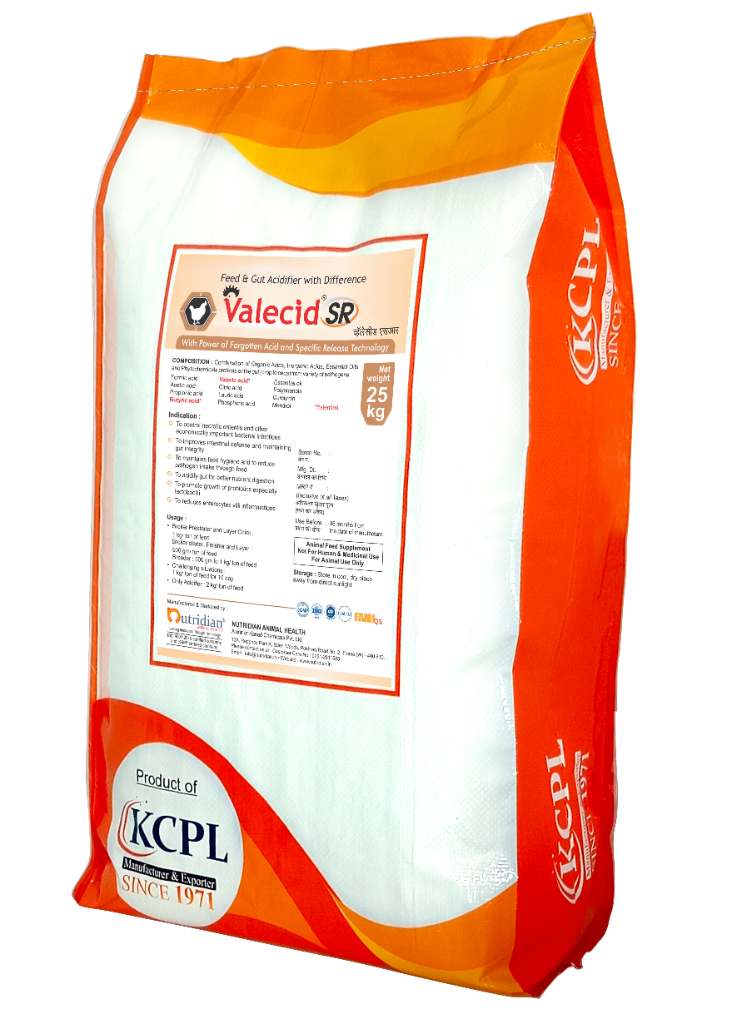 Feed & Gut Acidifier with Difference
Valecid® SR
व्हॅलेसीड एसआर
With Power of Forgotten Acid and Specific Release Technology
COMPOSITION : Combination of Organic Acids, Inorganic Acids, Essential Oils
and Phytochemicals
Net
weight
25
kg
Formic acid
Acetic acid
Propionic acid
Butyric acid*
Valeric acid*
Citric acid
Lauric acid
Phosphoric acid
Essential oil
Curcumin
Menthol
Indication :
To control necrotic enteritis and other
economically important bacterial infections
To improves intestinal defense and maintaining
gut integrity
To maintains feed hygiene and to reduce
pathogen intake through feed
To acidify gut for better nutrient digestion
To promote growth of probiotics especially
lactobacilli
To reduces enterocytes villi inflammations
Batch No. :
Mfg. Dt. :
MRP ₹ :
(Inclusive of all Taxes)
Use Before : 36 months from
the date of manufacture
Animal Feed Supplement
Not For Human & Medicinal Use
For Animal Use Only
Storage : Store in cool, dry place
away from direct sunlight
Usage :
Broiler Prestarter and Layer Chick :
1 kg/ ton of feed
Broiler starter, Finisher and Layer :
500 gm/ ton of feed
Breeder : 500 gm to 1 kg/ ton of feed
Challenging situations :
1 kg/ ton of feed for 10 day
Only Acidifier : 2 kg/ ton of feed
Manufactured & Marketed by :
Nutridian®
NUTRIDIAN ANIMAL HEALTH
FAMI QS
Product of
KCPL
Manufacturer & Exporter
SINCE 1971
KCPL
Manufacturer &
SINCE
KCPL
SINCE 1971